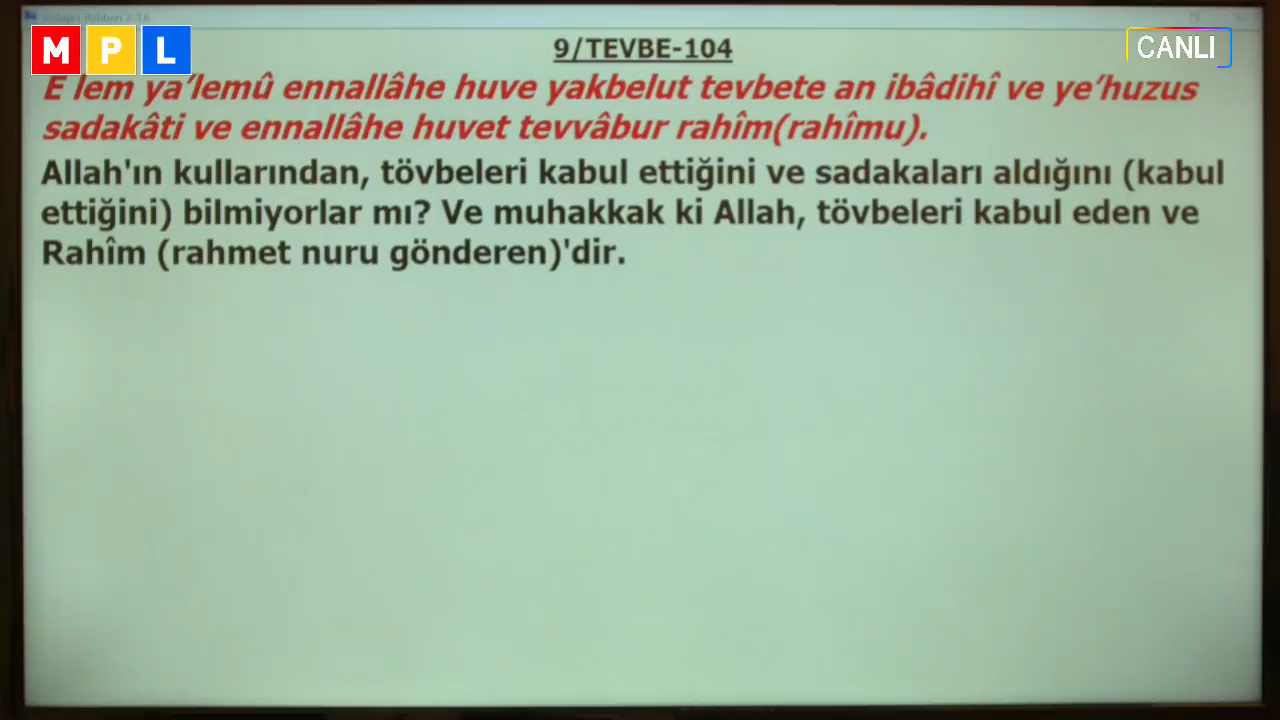 M P L
CANLI
9/TEVBE-104
E lem ya’lemû ennallâhe huve yakbelut tevbete an ibâdihî ve ye’huzus
sadakâti ve ennallâhe huvet tevvâbur rahîm(rahîmu).
Allah'ın kullarından, tövbeleri kabul ettiğini ve sadakaları aldığını (kabul
ettiğini) bilmiyorlar mı? Ve muhakkak ki Allah, tövbeleri kabul eden ve
Rahîm (rahmet nuru gönderen)'dir.